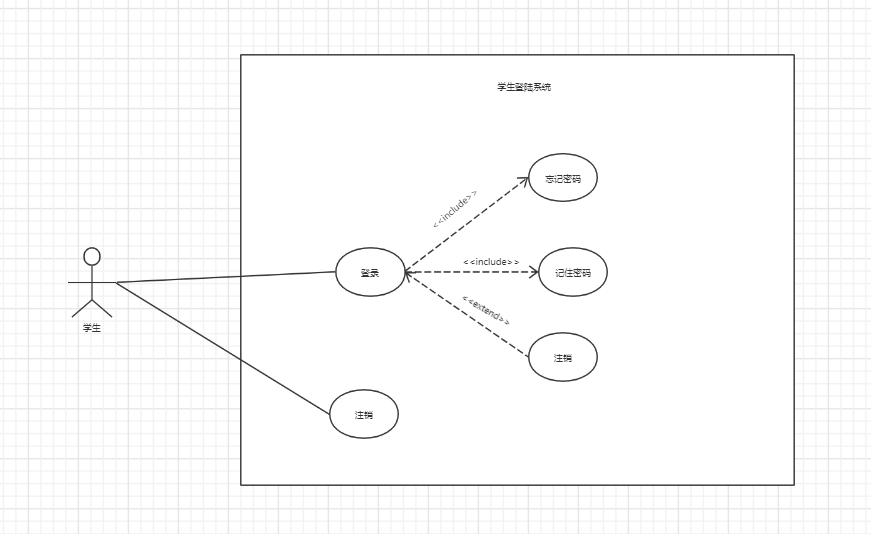 学生登陆系统
忘记密码
<<include>>
登录
<<include>>
记住密码
<<extend>>
学生
注销
注销